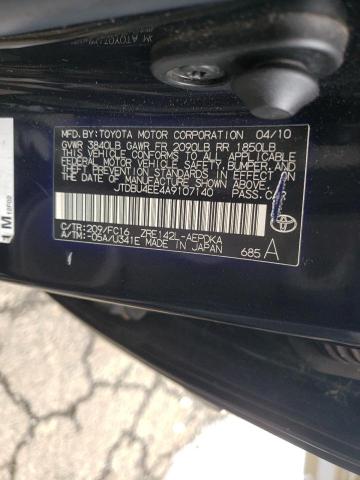 MFD. BY: TOYOTA MOTOR CORPORATION 04/10
GVWR 3840LB GAWR FR 2090LB RR 1850LB
THIS VEHICLE CONFORMS TO ALL APPLICABLE
FEDERAL MOTOR VEHICLE SAFETY, BUMPER, AND
THEFT PREVENTION STANDARDS IN EFFECT ON
THE DATE OF MANUFACTURE SHOWN ABOVE.
JTDBU4EE4A9107140 PASS.
C/TR: 209/FC16 ZRE142L-AEPDKA
A/TM: -05A/U341E MADE IN JAPAN 685 A
1 M